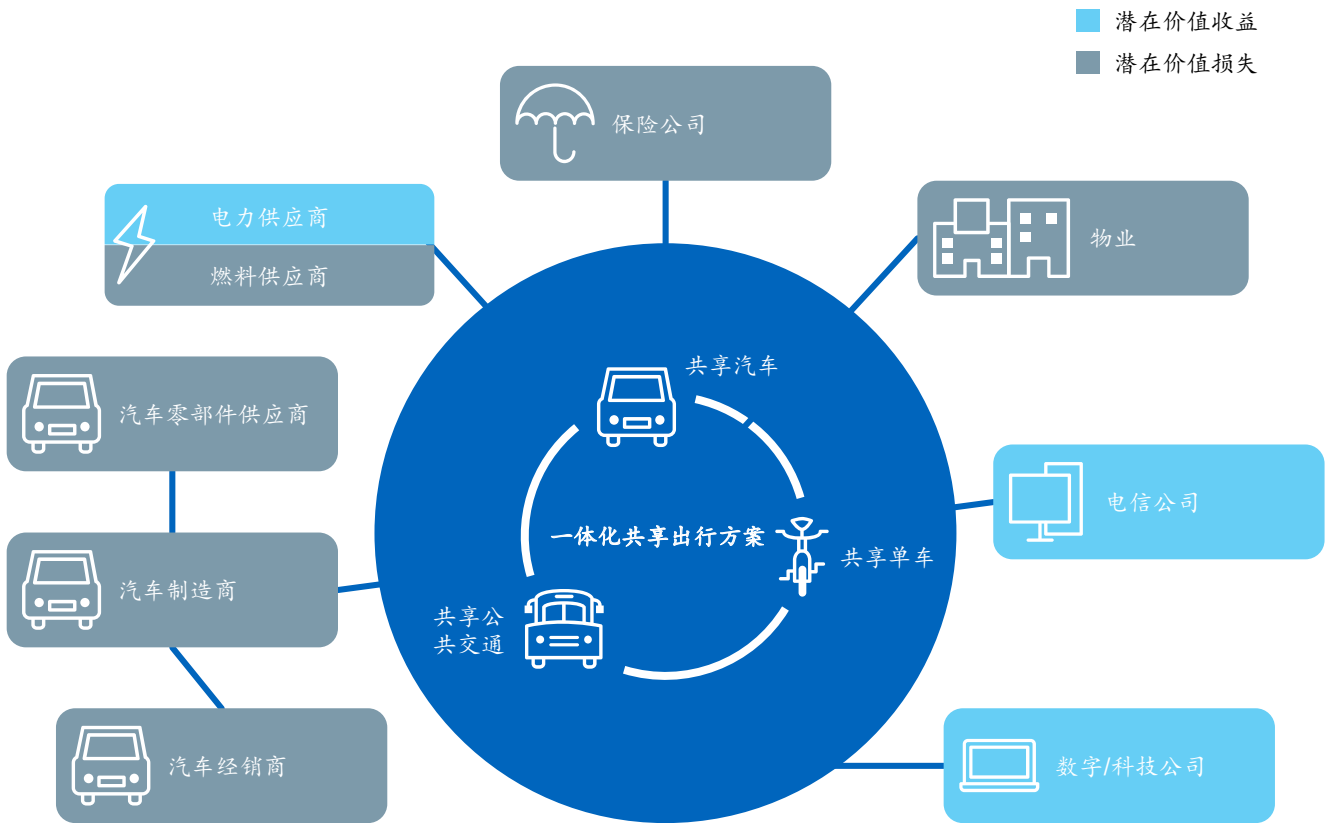 潜在价值收益
潜在价值损失
保险公司
电力供应商
燃料供应商
物业
汽车零部件供应商
共享汽车
电信公司
一体化共享出行方案
共享单车
汽车制造商
共享公
共交通
汽车经销商
数字/科技公司